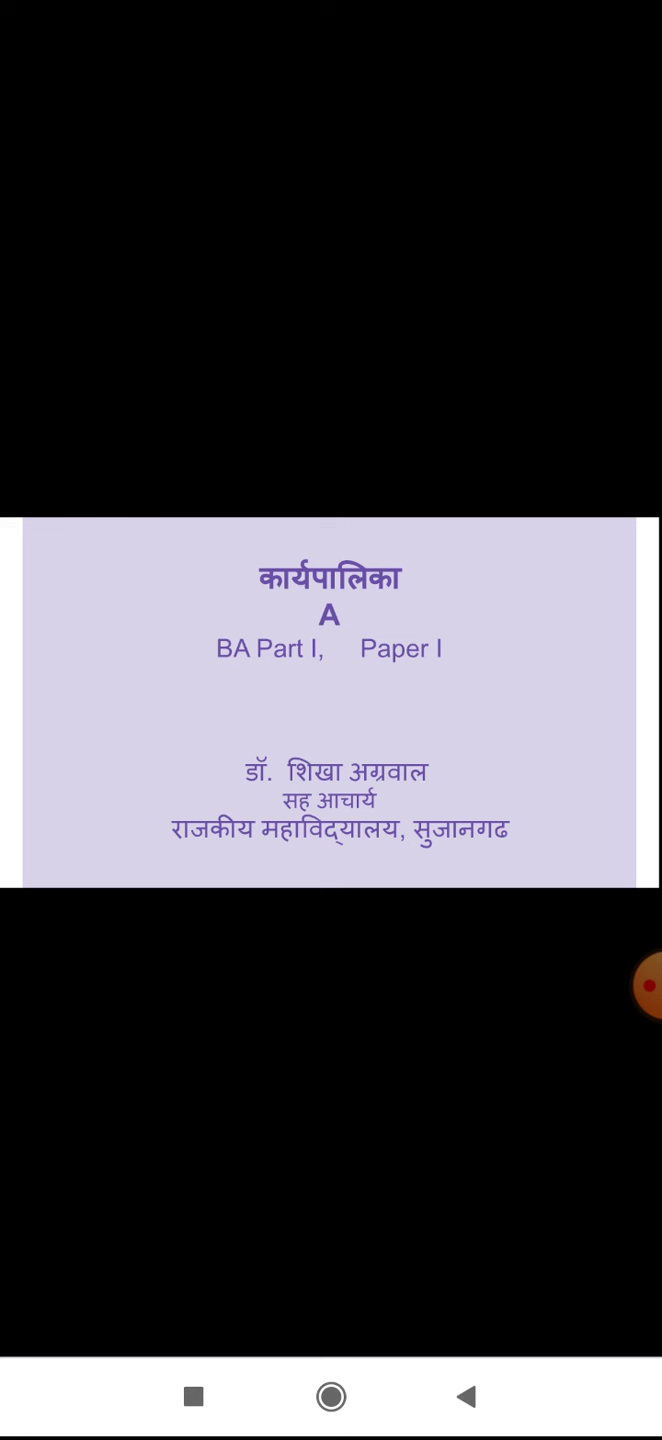 कार्यपालिका
A
BA Part I, Paper I
डॉ. शिखा अग्रवाल
सह आचार्य
राजकीय महाविद्यालय, सुजानगढ